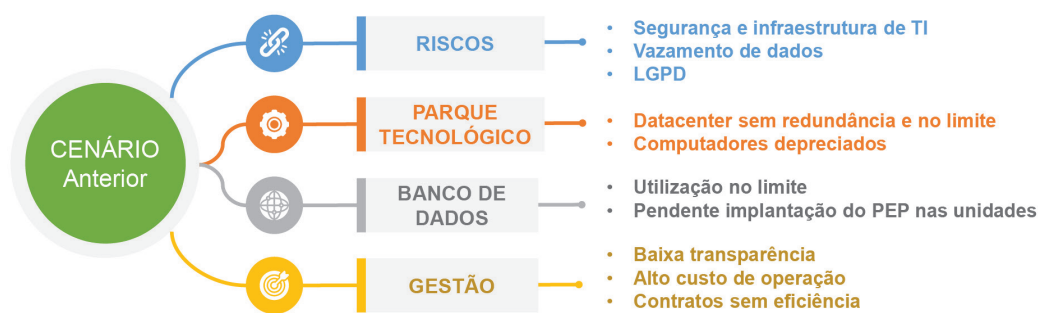 CENÁRIO
Anterior
RISCOS
• Segurança e infraestrutura de TI
• Vazamento de dados
• LGPD
PARQUE
TECNOLÓGICO
• Datacenter sem redundância e no limite
• Computadores depreciados
BANCO DE
DADOS
• Utilização no limite
• Pendente implantação do PEP nas unidades
GESTÃO
• Baixa transparência
• Alto custo de operação
• Contratos sem eficiência